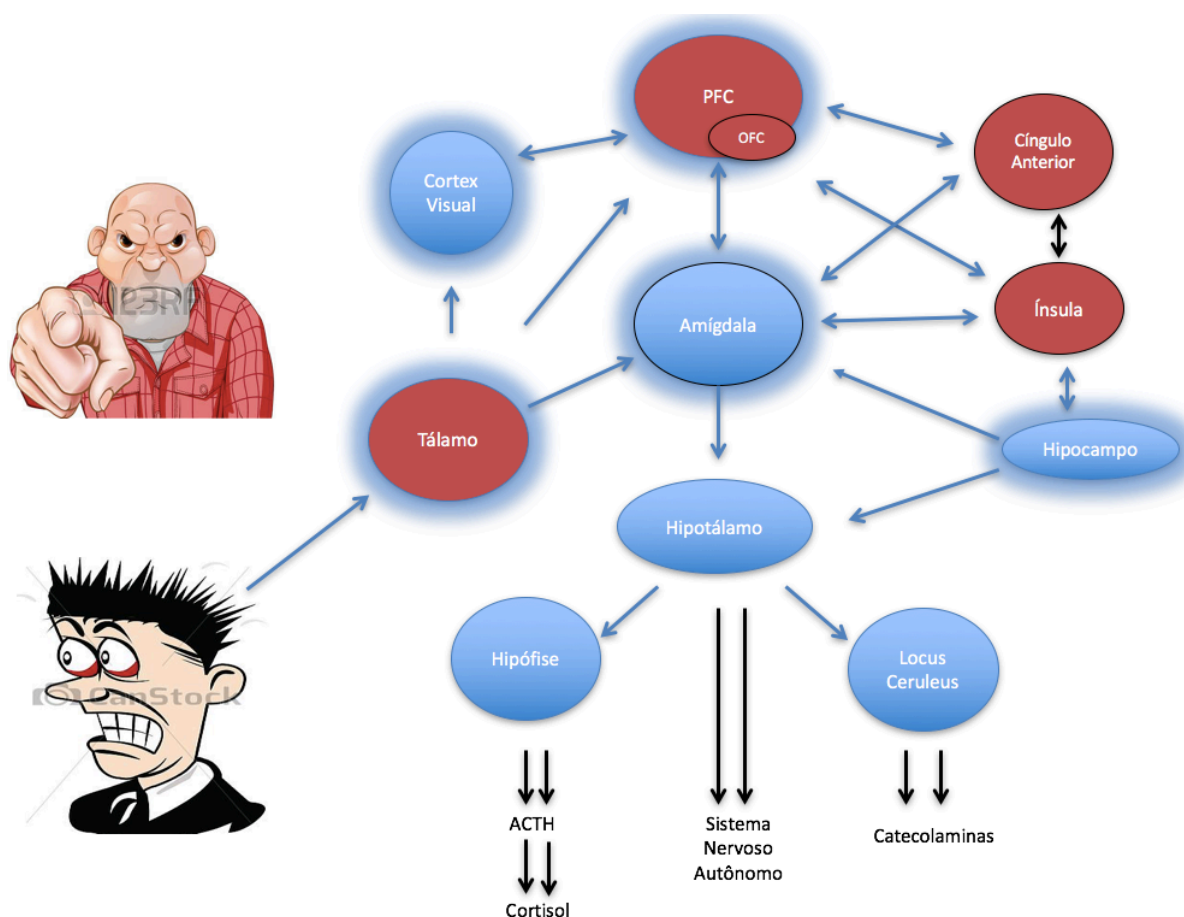 PFC
OFC
Cíngulo
Anterior
Cortex
Visual
Amígdala
Ínsula
Tálamo
Hipocampo
Hipotálamo
Hipófise
Locus
Ceruleus
CanStock
ACTH
Sistema
Nervoso
Autônomo
Catecolaminas
Cortisol